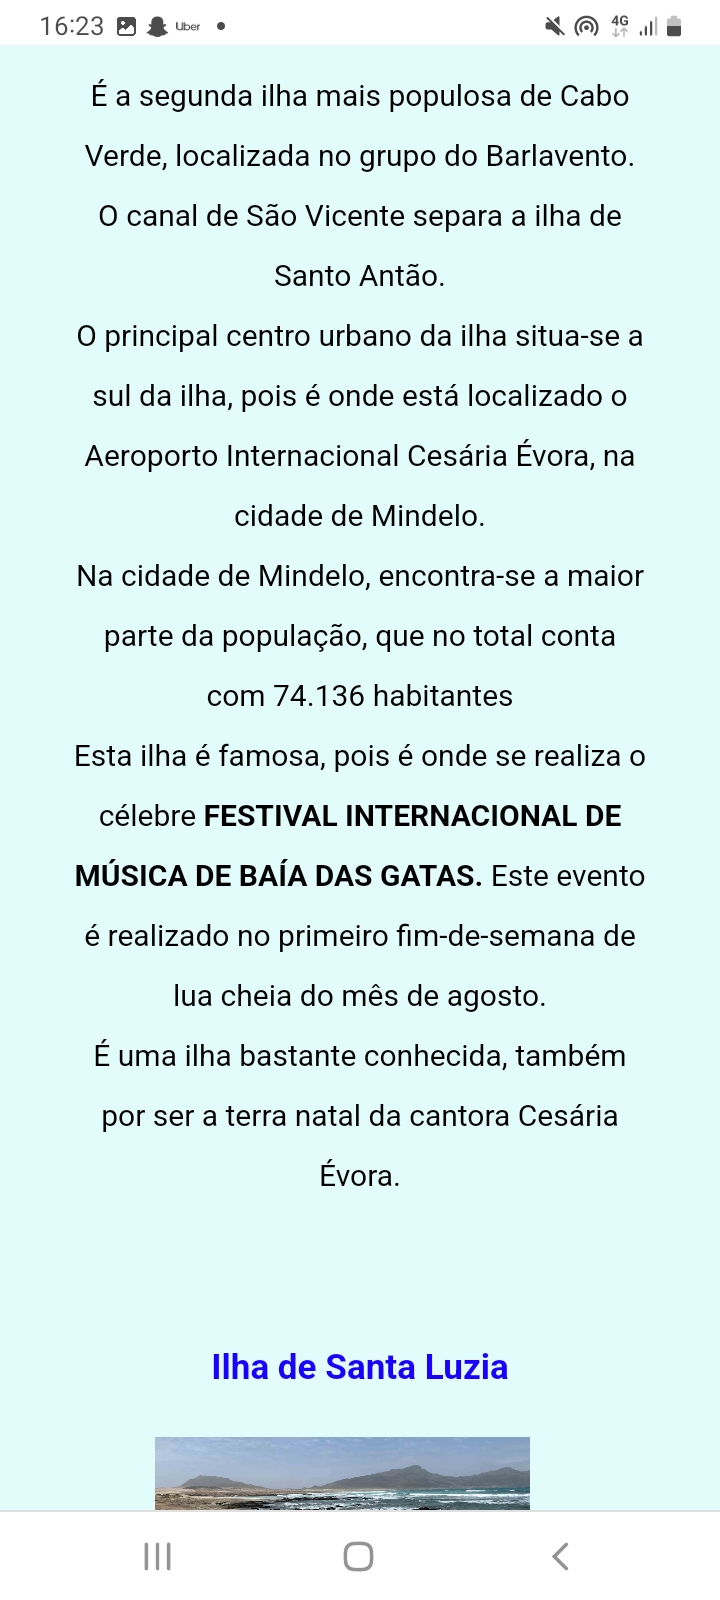 16:23 Uber 4G
É a segunda ilha mais populosa de Cabo
Verde, localizada no grupo do Barlavento.
O canal de São Vicente separa a ilha de
Santo Antão.
O principal centro urbano da ilha situa-se a
sul da ilha, pois é onde está localizado o
Aeroporto Internacional Cesária Évora, na
cidade de Mindelo.
Na cidade de Mindelo, encontra-se a maior
parte da população, que no total conta
com 74.136 habitantes
Esta ilha é famosa, pois é onde se realiza o
célebre FESTIVAL INTERNACIONAL DE
MÚSICA DE BAÍA DAS GATAS. Este evento
é realizado no primeiro fim-de-semana de
lua cheia do mês de agosto.
É uma ilha bastante conhecida, também
por ser a terra natal da cantora Cesária
Évora.
Ilha de Santa Luzia